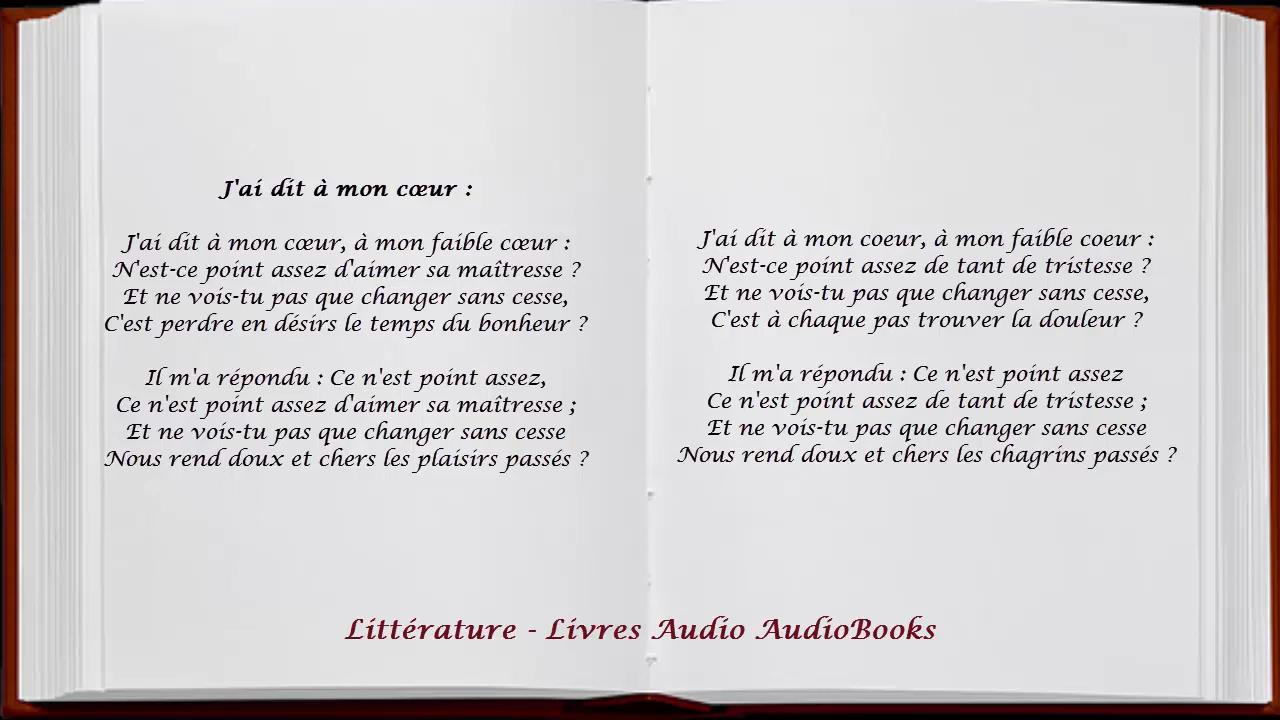 J'ai dit à mon cœur :
J'ai dit à mon cœur, à mon faible cœur :
N'est-ce point assez d'aimer sa maîtresse ?
Et ne vois-tu pas que changer sans cesse,
C'est perdre en désirs le temps du bonheur ?
Il m'a répondu : Ce n'est point assez,
Ce n'est point assez d'aimer sa maîtresse ;
Et ne vois-tu pas que changer sans cesse
Nous rend doux et chers les plaisirs passés ?
J'ai dit à mon coeur, à mon faible coeur :
N'est-ce point assez de tant de tristesse ?
Et ne vois-tu pas que changer sans cesse,
C'est à chaque pas trouver la douleur ?
Il m'a répondu : Ce n'est point assez
Ce n'est point assez de tant de tristesse ;
Et ne vois-tu pas que changer sans cesse
Nous rend doux et chers les chagrins passés ?
Littérature - Livres Audio AudioBooks